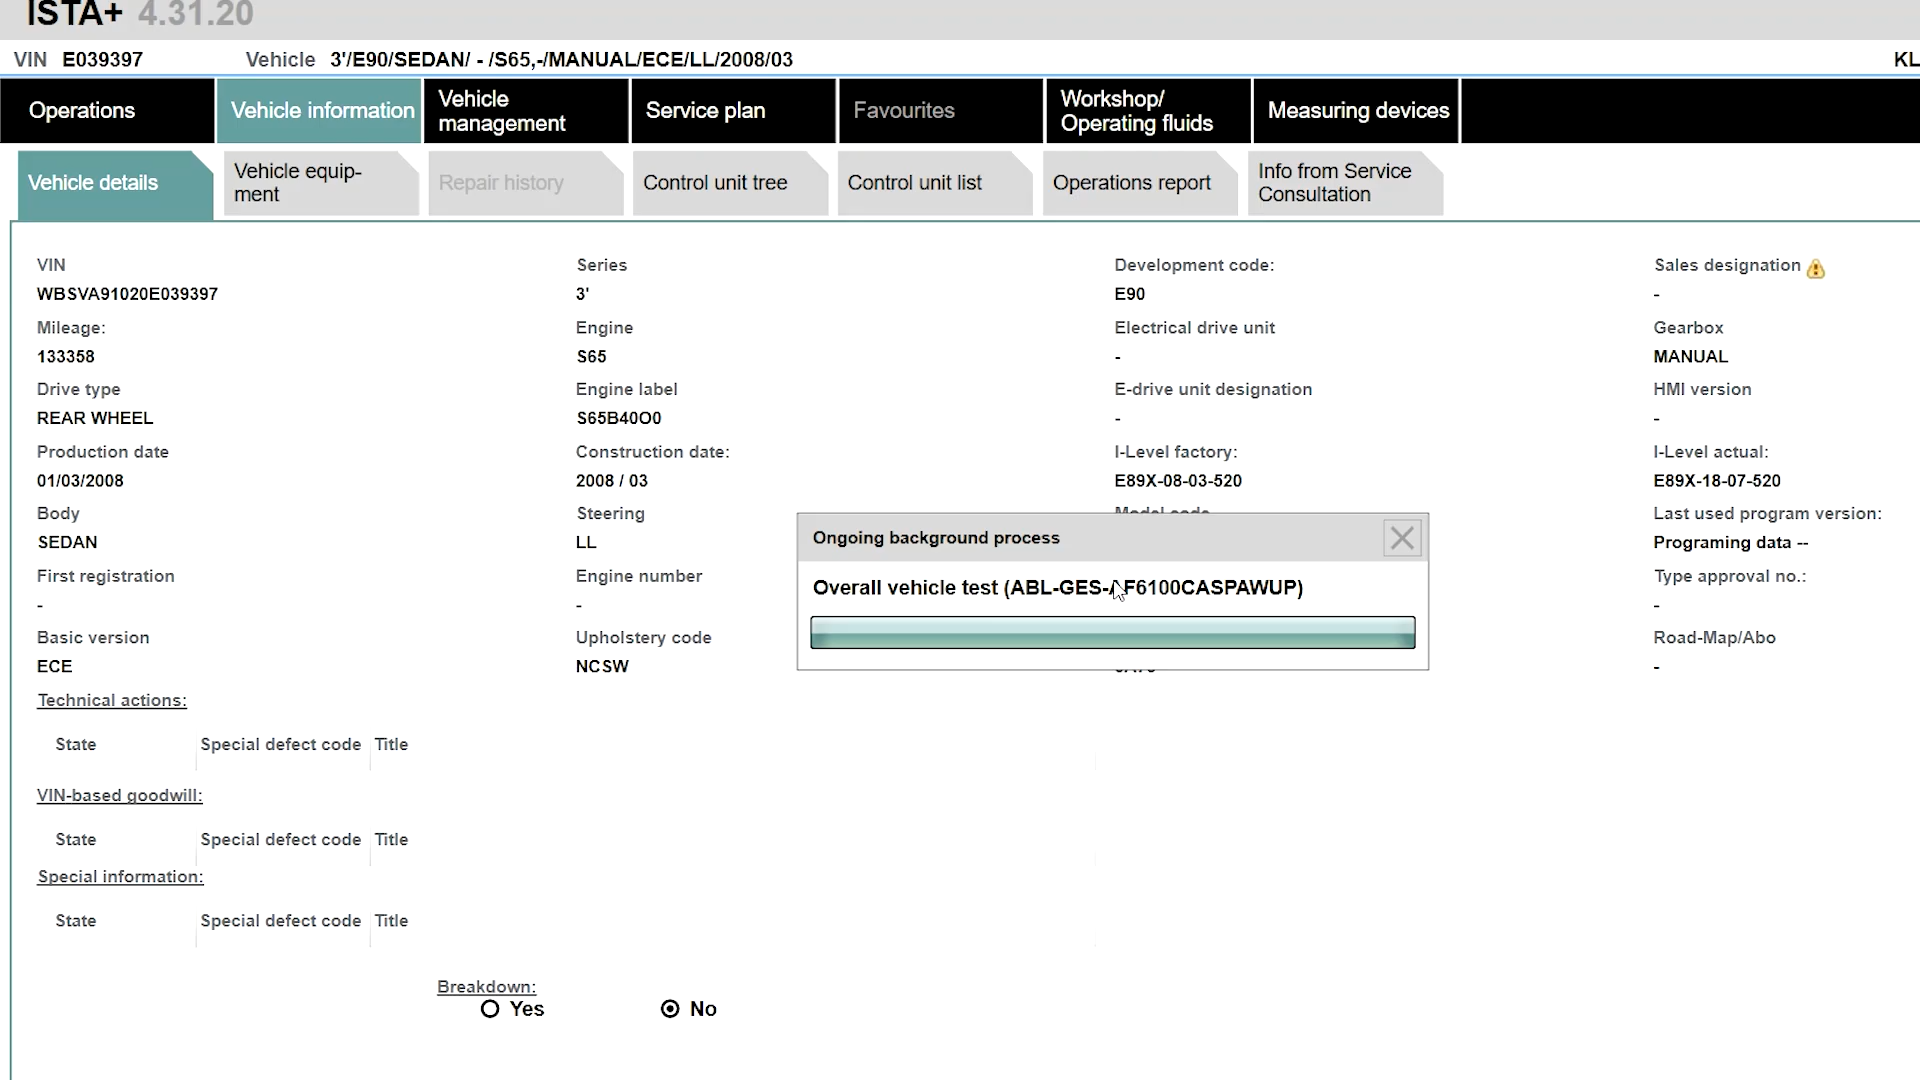 ISTA+ 4.31.20
VIN E039397 Vehicle 3'/E90/SEDAN/ - /S65,-/MANUAL/ECE/LL/2008/03 KL
Operations Vehicle information Vehicle management Service plan Favourites Workshop/ Operating fluids Measuring devices
Vehicle details Vehicle equip-ment Repair history Control unit tree Control unit list Operations report Info from Service Consultation
VIN Series Development code: Sales designation
WBSVA91020E039397 3' E90 -
Mileage: Engine Electrical drive unit Gearbox
133358 S65 - MANUAL
Drive type Engine label E-drive unit designation HMI version
REAR WHEEL S65B40O0 - -
Production date Construction date: I-Level factory: I-Level actual:
01/03/2008 2008 / 03 E89X-08-03-520 E89X-18-07-520
Body Steering Model code Last used program version:
SEDAN LL Programing data --
Ongoing background process
First registration Engine number Type approval no.:
- - -
Overall vehicle test (ABL-GES-AF6100CASPAWUP)
Basic version Upholstery code Road-Map/Abo
ECE NCSW -
Technical actions:
State Special defect code Title
VIN-based goodwill:
State Special defect code Title
Special information:
State Special defect code Title
Breakdown:
Yes No